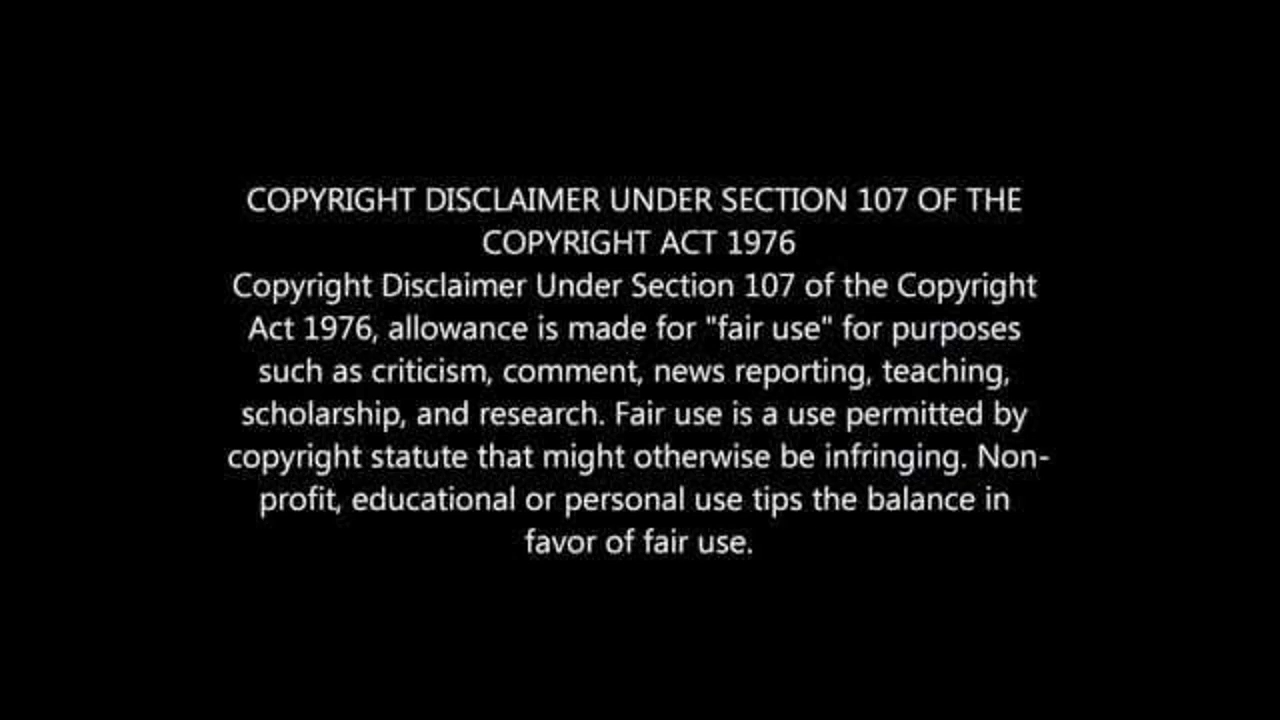 COPYRIGHT DISCLAIMER UNDER SECTION 107 OF THE
COPYRIGHT ACT 1976
Copyright Disclaimer Under Section 107 of the Copyright
Act 1976, allowance is made for "fair use" for purposes
such as criticism, comment, news reporting, teaching,
scholarship, and research. Fair use is a use permitted by
copyright statute that might otherwise be infringing. Non-
profit, educational or personal use tips the balance in
favor of fair use.